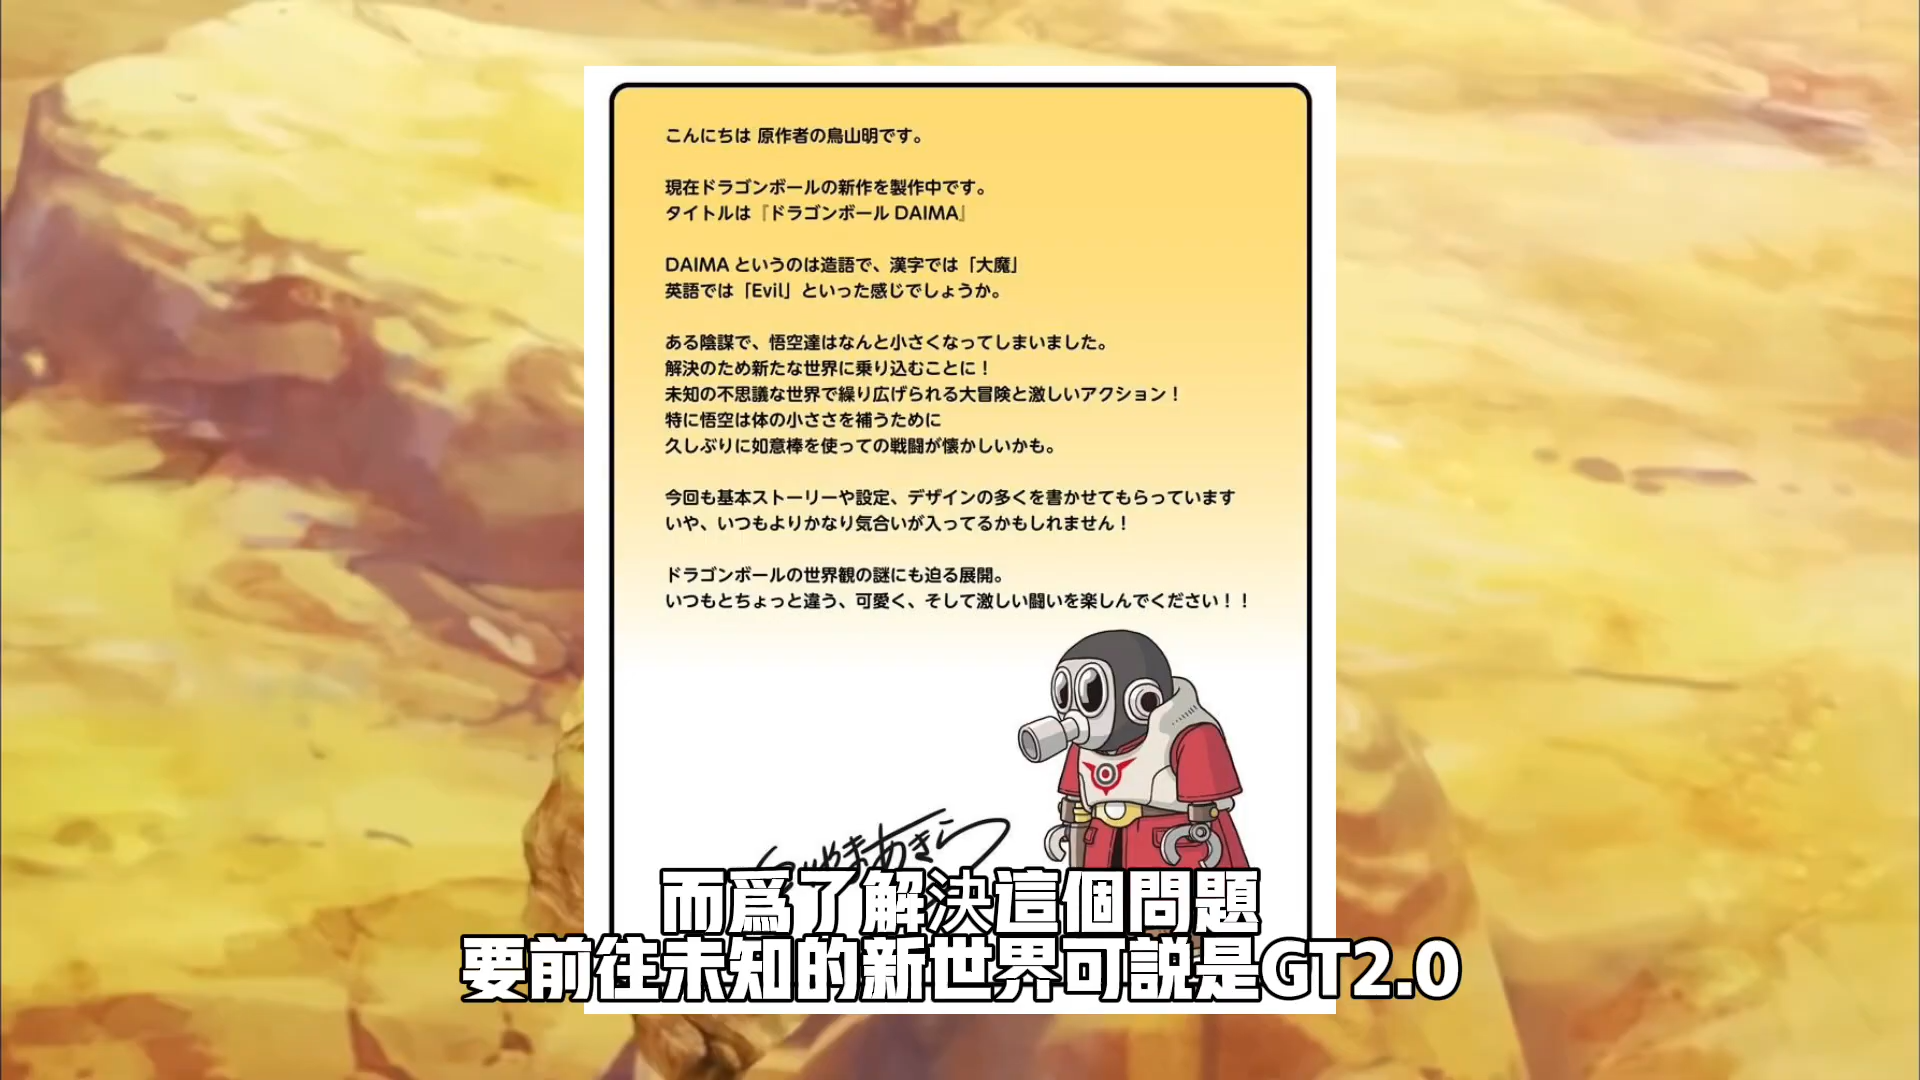 こんにちは 原作者の鳥山明です。
現在ドラゴンボールの新作を製作中です。
タイトルは『ドラゴンボール DAIMA』
DAIMA というのは造語で、漢字では「大魔」
英語では「Evil」といった感じでしょうか。
ある陰謀で、悟空達はなんと小さくなってしまいました。
解決のため新たな世界に乗り込むことに！
未知の不思議な世界で繰り広げられる大冒険と激しいアクション！
特に悟空は体の小ささを補うために
久しぶりに如意棒を使っての戦闘が懐かしいかも。
今回も基本ストーリーや設定、デザインの多くを書かせてもらっています
いや、いつもよりかなり気合いが入ってるかもしれません！
ドラゴンボールの世界観の謎にも迫る展開。
いつもとちょっと違う、可愛く、そして激しい闘いを楽しんでください！！
とりやまあきら
而爲了解決這個問題
要前往未知的新世界可説是GT2.0